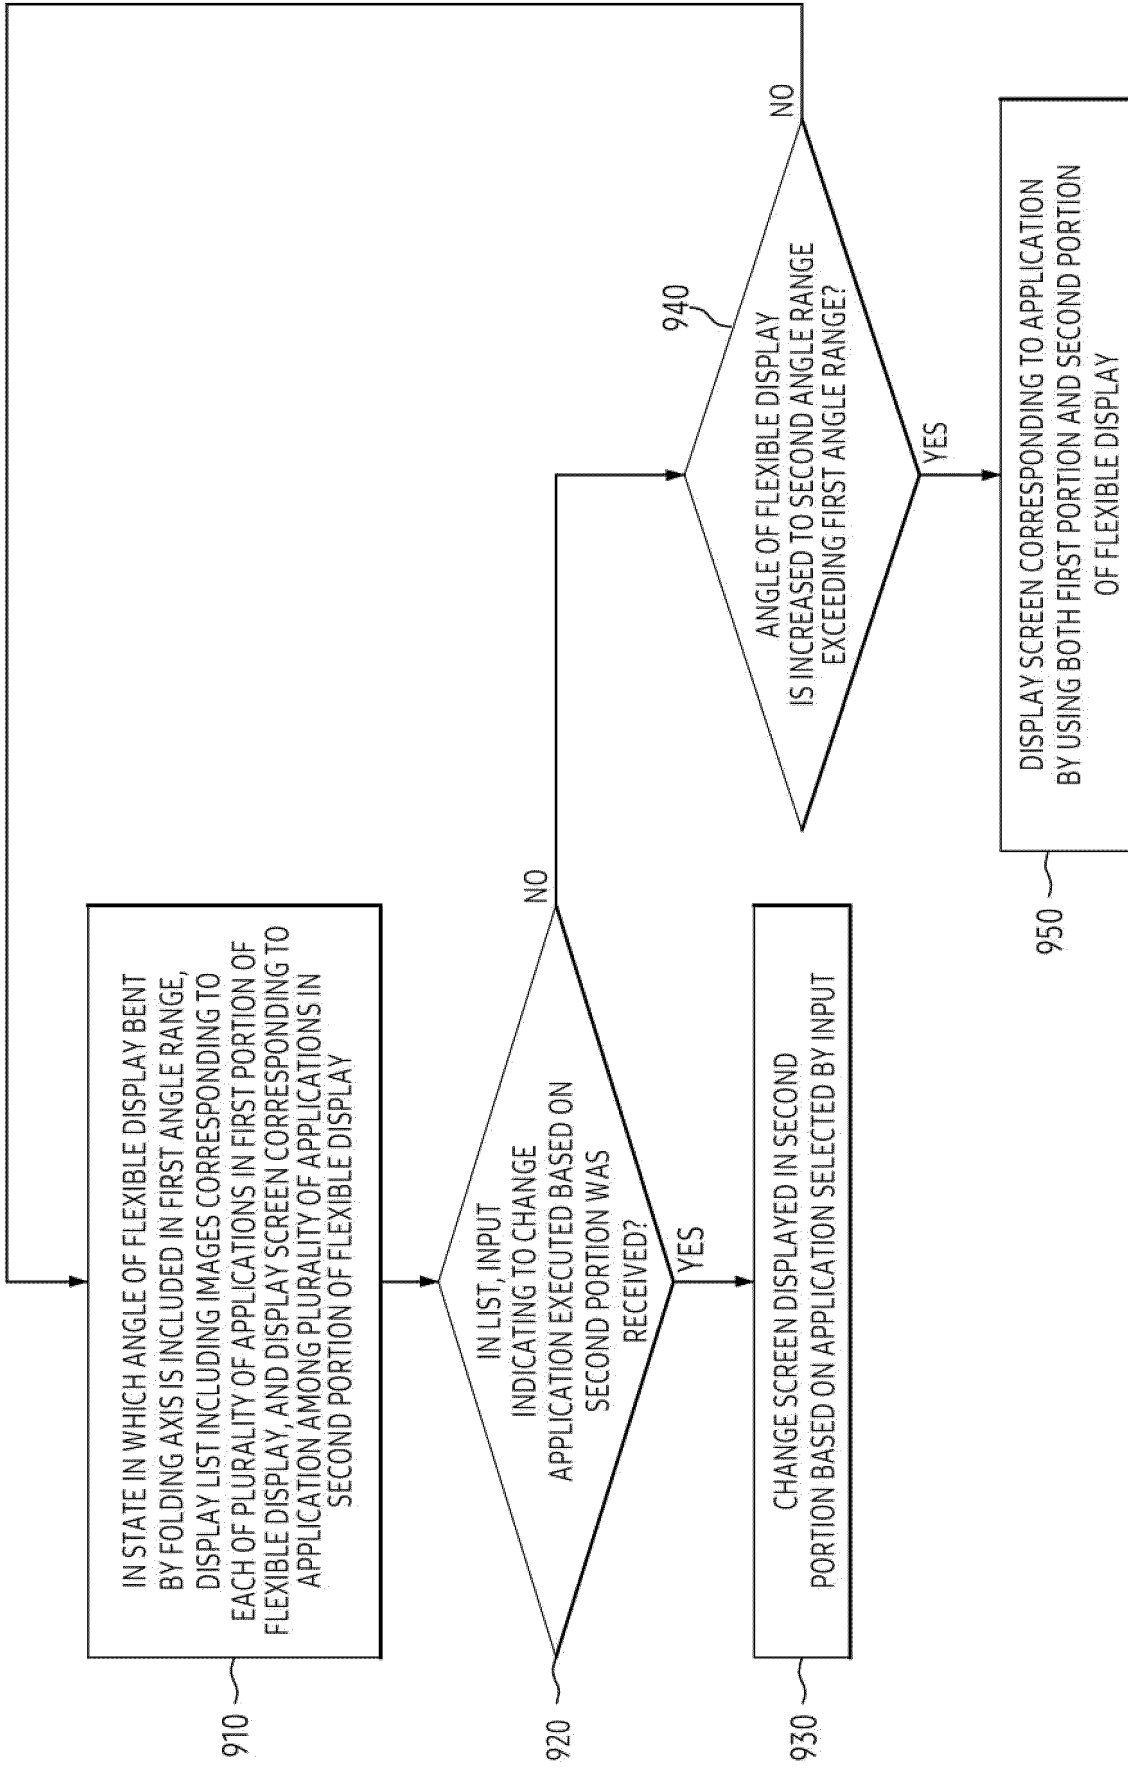 910
IN STATE IN WHICH ANGLE OF FLEXIBLE DISPLAY BENT
BY FOLDING AXIS IS INCLUDED IN FIRST ANGLE RANGE,
DISPLAY LIST INCLUDING IMAGES CORRESPONDING TO
EACH OF PLURALITY OF APPLICATIONS IN FIRST PORTION OF
FLEXIBLE DISPLAY, AND DISPLAY SCREEN CORRESPONDING TO
APPLICATION AMONG PLURALITY OF APPLICATIONS IN
SECOND PORTION OF FLEXIBLE DISPLAY
920
IN LIST, INPUT
INDICATING TO CHANGE
APPLICATION EXECUTED BASED ON
SECOND PORTION WAS
RECEIVED?
NO
YES
930
CHANGE SCREEN DISPLAYED IN SECOND
PORTION BASED ON APPLICATION SELECTED BY INPUT
940
ANGLE OF FLEXIBLE DISPLAY
IS INCREASED TO SECOND ANGLE RANGE
EXCEEDING FIRST ANGLE RANGE?
NO
YES
950
DISPLAY SCREEN CORRESPONDING TO APPLICATION
BY USING BOTH FIRST PORTION AND SECOND PORTION
OF FLEXIBLE DISPLAY